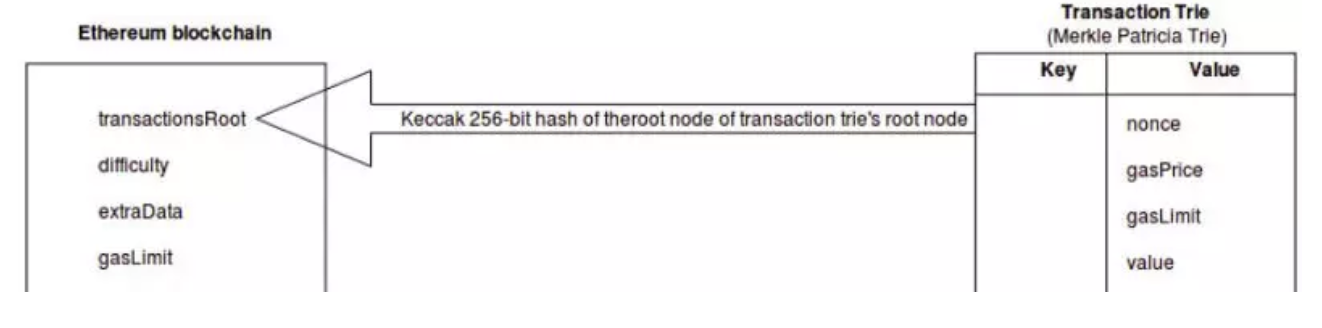 Ethereum blockchain
transactionsRoot
difficulty
extraData
gasLimit
Keccak 256-bit hash of theroot node of transaction trie's root node
Transaction Trie
(Merkle Patricia Trie)
Key Value
nonce
gasPrice
gasLimit
value